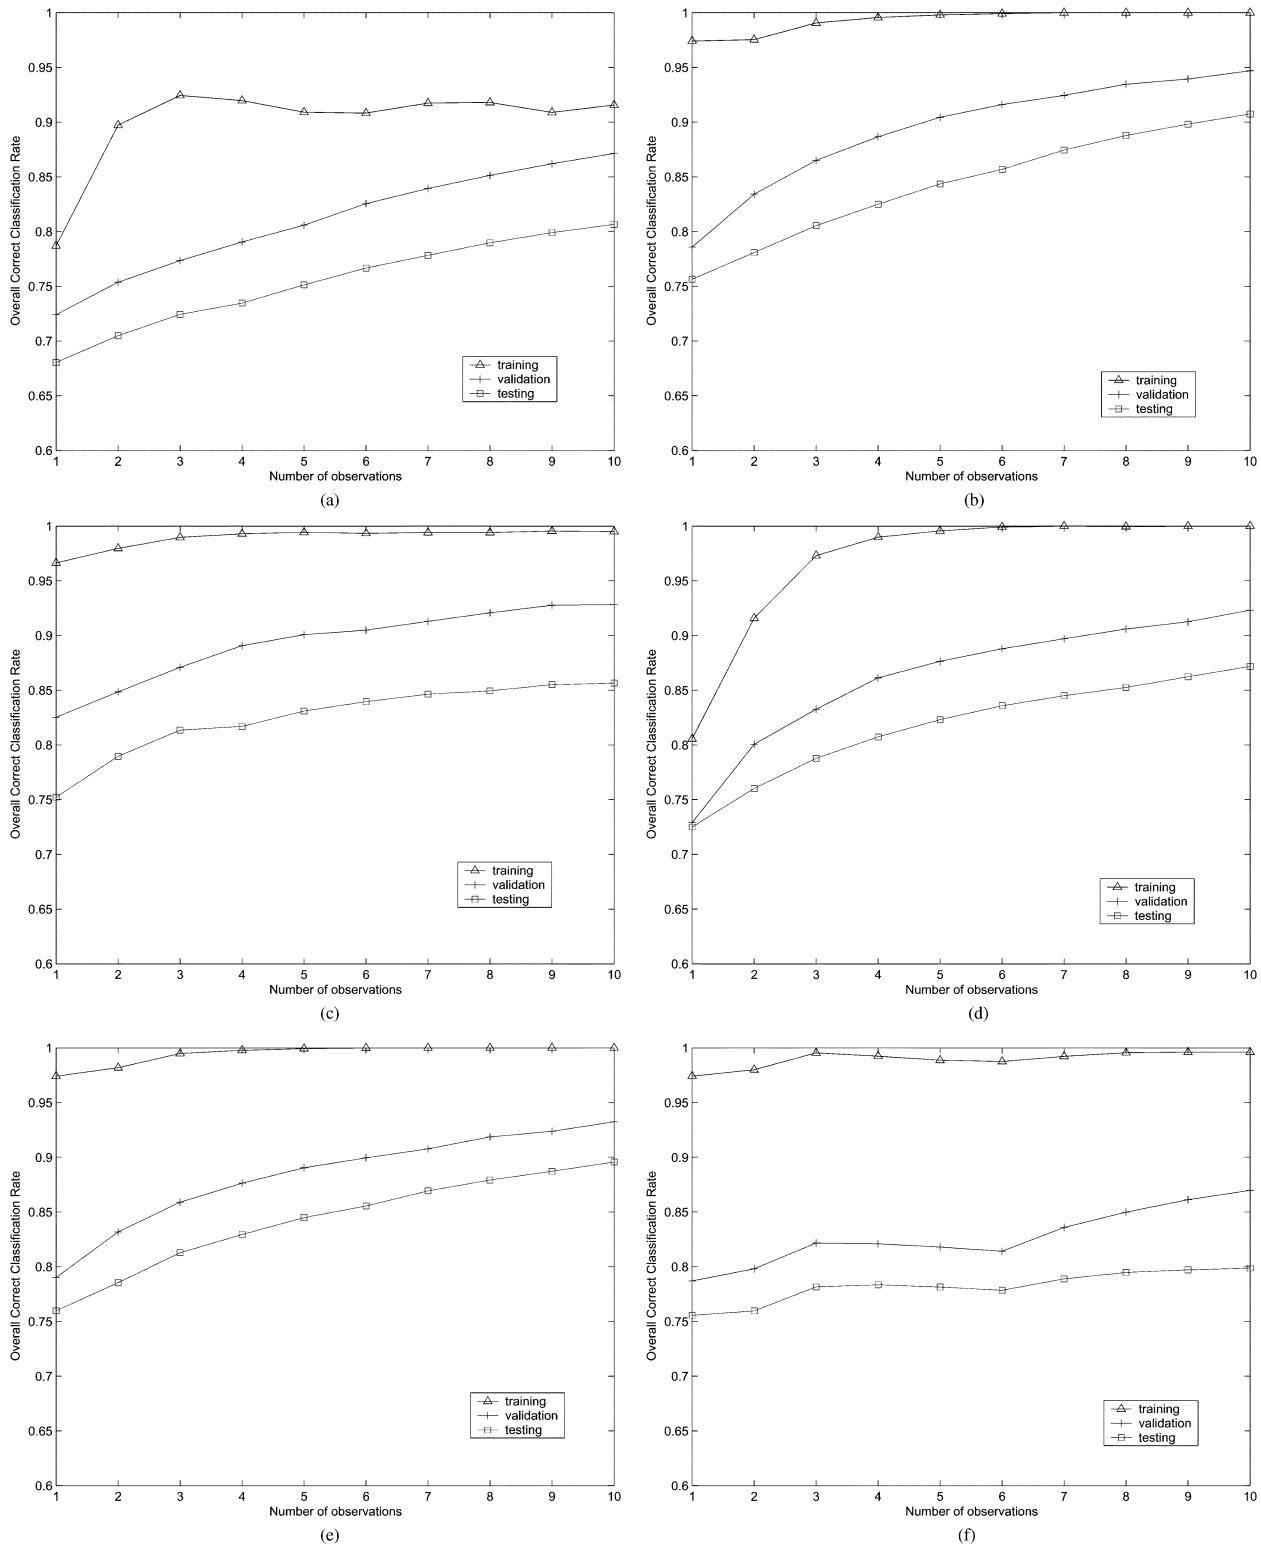 1
0.95
0.9
0.85
0.8
0.75
0.7
0.65
0.6
Overall Correct Classification Rate
training
validation
testing
1 2 3 4 5 6 7 8 9 10
Number of observations
(a)
1
0.95
0.9
0.85
0.8
0.75
0.7
0.65
0.6
Overall Correct Classification Rate
training
validation
testing
1 2 3 4 5 6 7 8 9 10
Number of observations
(b)
1
0.95
0.9
0.85
0.8
0.75
0.7
0.65
0.6
Overall Correct Classification Rate
training
validation
testing
1 2 3 4 5 6 7 8 9 10
Number of observations
(c)
1
0.95
0.9
0.85
0.8
0.75
0.7
0.65
0.6
Overall Correct Classification Rate
training
validation
testing
1 2 3 4 5 6 7 8 9 10
Number of observations
(d)
1
0.95
0.9
0.85
0.8
0.75
0.7
0.65
0.6
Overall Correct Classification Rate
training
validation
testing
1 2 3 4 5 6 7 8 9 10
Number of observations
(e)
1
0.95
0.9
0.85
0.8
0.75
0.7
0.65
0.6
Overall Correct Classification Rate
training
validation
testing
1 2 3 4 5 6 7 8 9 10
Number of observations
(f)